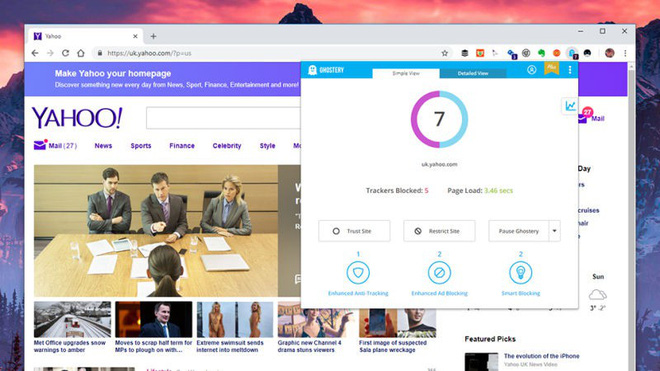 Yahoo
https://uk.yahoo.com/?p=us
Make Yahoo your homepage
Discover something new every day from News, Sport, Finance, Entertainment and more!
YAHOO!
Mail (27)
News
Sports
Finance
Celebrity
Style
Mo
GHOSTERY
Simple View
Detailed View
Plus
7
uk.yahoo.com
Trackers Blocked: 5
Page Load: 3.46 secs
Trust Site
Restrict Site
Pause Ghostery
1
2
2
Enhanced Anti-Tracking
Enhanced Ad Blocking
Smart Blocking
27
Mail
Day
cruises
Sun
3°
Met Office upgrades snow
warnings to amber
Moves to scrap half term for
MPs to plough on with...
Extreme swimsuit sends
internet into meltdown
Graphic new Channel 4
drama stuns viewers
First image of suspected
Sala plane wreckage
Featured Picks
The evolution of the iPhone
Yahoo UK News Video